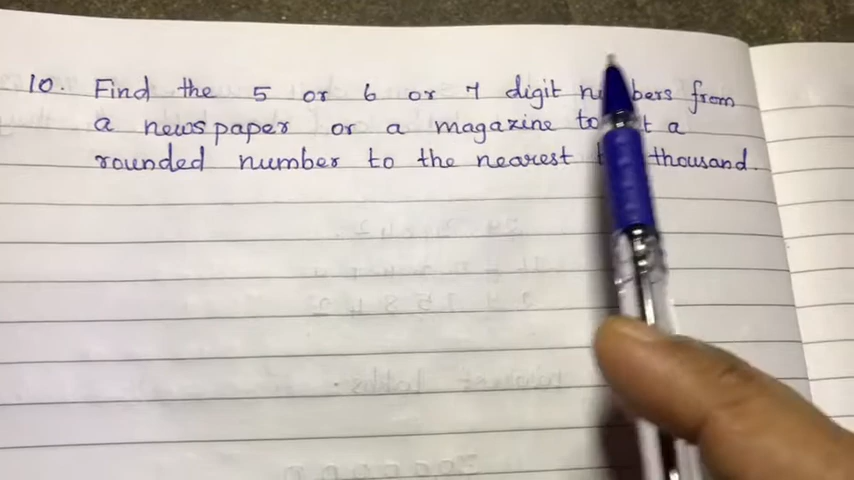 10. Find the 5 or 6 or 7 digit numbers from
a newspaper or a magazine to a
rounded number to the nearest thousand.